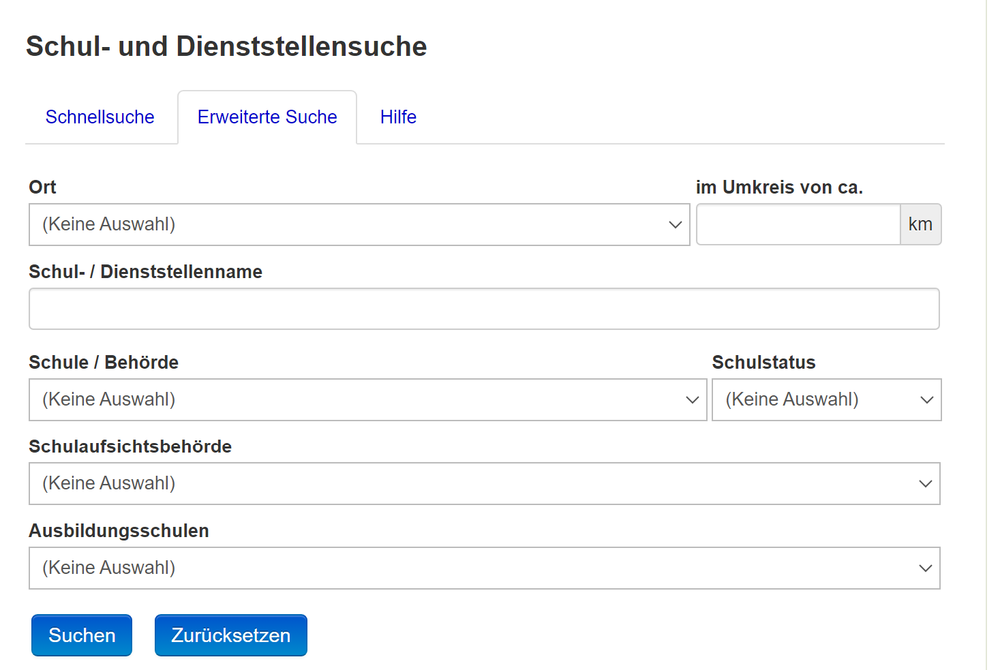 Schul- und Dienststellensuche
Schnellsuche Erweiterte Suche Hilfe
Ort im Umkreis von ca.
(Keine Auswahl) km
Schul- / Dienststellenname
Schule / Behörde Schulstatus
(Keine Auswahl) (Keine Auswahl)
Schulaufsichtsbehörde
(Keine Auswahl)
Ausbildungsschulen
(Keine Auswahl)
Suchen Zurücksetzen